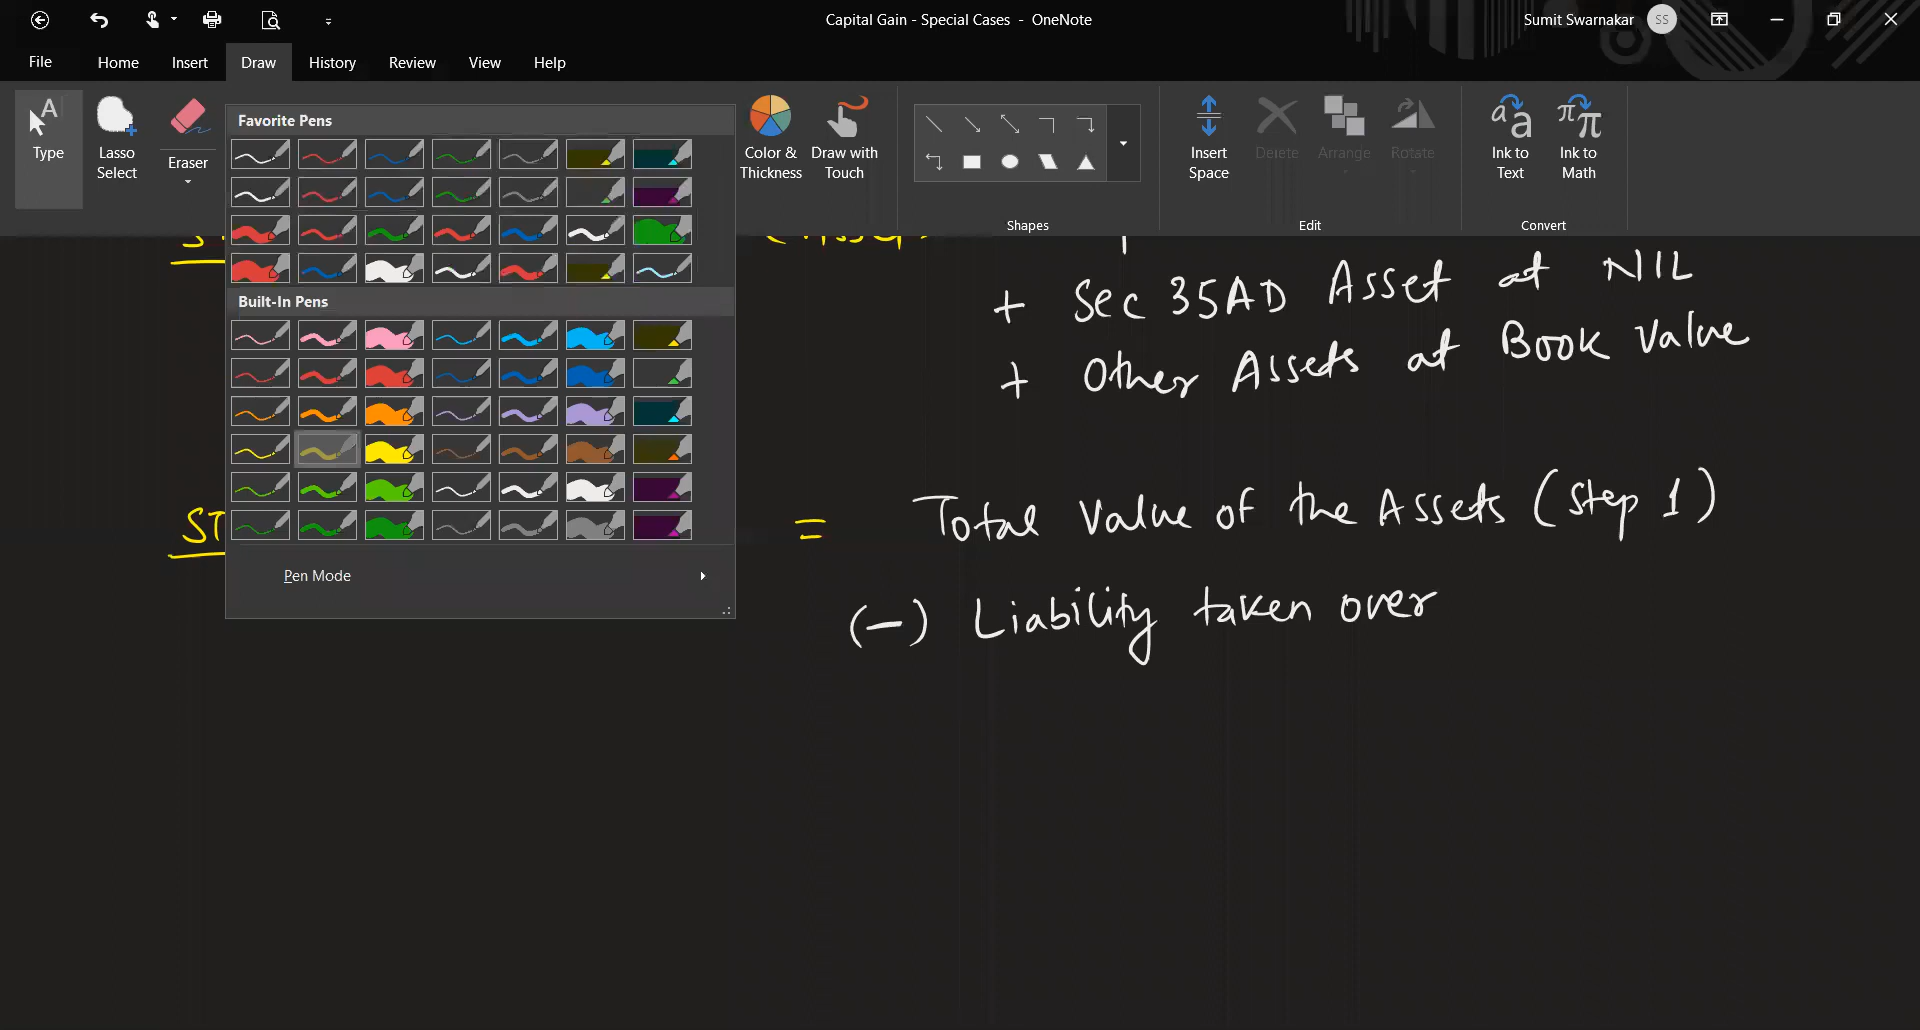 Capital Gain - Special Cases - OneNote
Sumit Swarnakar SS
File Home Insert Draw History Review View Help
Type
Lasso Select
Eraser
Favorite Pens
Built-In Pens
Pen Mode
Color & Thickness
Draw with Touch
Shapes
Insert Space
Delete
Arrange
Rotate
Edit
Ink to Text
Ink to Math
Convert
+ Sec 35AD Asset at NIL
+ Other Assets at Book Value
ST
= Total Value of the Assets (Step 1)
(-) Liability taken over